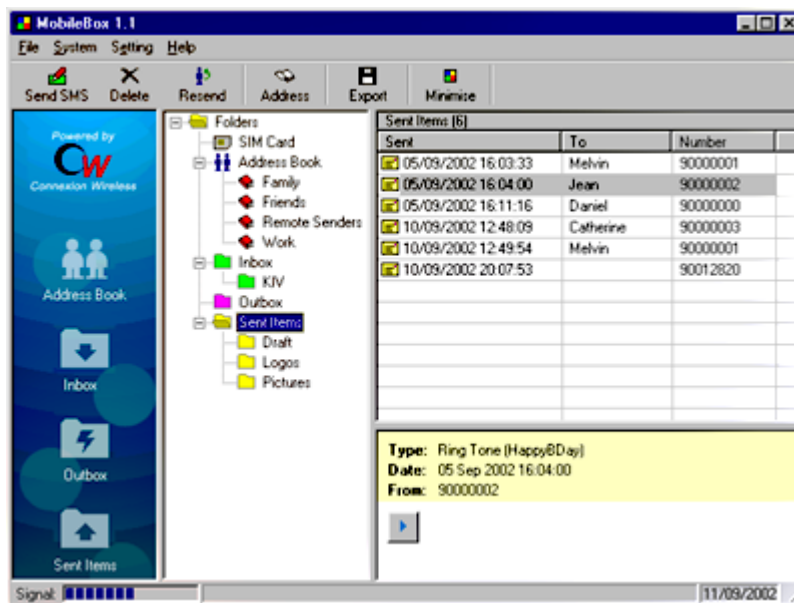 MobileBox 1.1
File System Setting Help
Send SMS Delete Resend Address Export Minimise
Powered by
CW
Connexion Wireless
Address Book
Inbox
Outbox
Sent Items
Folders
SIM Card
Address Book
Family
Friends
Remote Senders
Work
Inbox
KIV
Outbox
Sent Items
Draft
Logos
Pictures
Sent Items [6]
Sent To Number
05/09/2002 16:03:33 Melvin 90000001
05/09/2002 16:04:00 Jean 90000002
05/09/2002 16:11:16 Daniel 90000000
10/09/2002 12:48:09 Catherine 90000003
10/09/2002 12:49:54 Melvin 90000001
10/09/2002 20:07:53 90012820
Type: Ring Tone (HappyBDay)
Date: 05 Sep 2002 16:04:00
From: 90000002
Signal: 11/09/2002